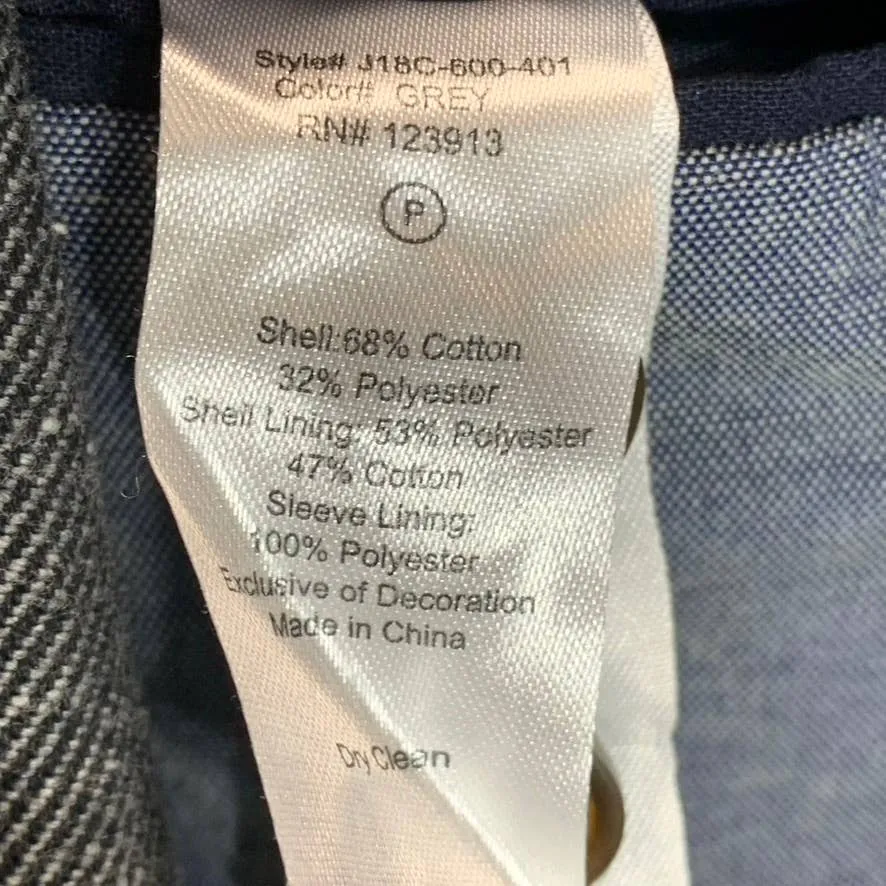 Style# J18C-600-401
Color# GREY
RN# 123913
P
Shell:68% Cotton
32% Polyester
Shell Lining: 53% Polyester
47% Cotton
Sleeve Lining:
100% Polyester
Exclusive of Decoration
Made in China
Dry Clean